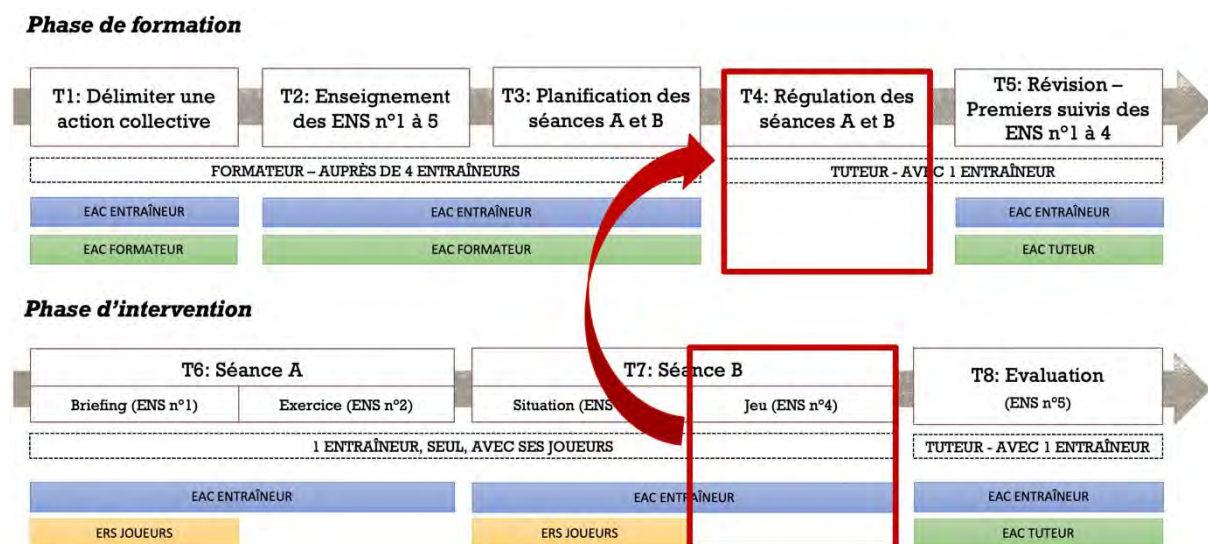 Phase de formation
T1: Délimiter une
action collective
T2: Enseignement
des ENS n°1 à 5
T3: Planification des
séances A et B
T4: Régulation des
séances A et B
T5: Révision –
Premiers suivis des
ENS n°1 à 4
FORMATEUR – AUPRÈS DE 4 ENTRAÎNEURS
TUTEUR - AVEC 1 ENTRAÎNEUR
EAC ENTRAÎNEUR
EAC ENTRAÎNEUR
EAC ENTRAÎNEUR
EAC FORMATEUR
EAC FORMATEUR
EAC TUTEUR
Phase d'intervention
T6: Séance A
T7: Séance B
T8: Evaluation
(ENS n°5)
Briefing (ENS n°1)
Exercice (ENS n°2)
Situation (ENS
Jeu (ENS n°4)
1 ENTRAÎNEUR, SEUL, AVEC SES JOUEURS
TUTEUR - AVEC 1 ENTRAÎNEUR
EAC ENTRAÎNEUR
EAC ENTRAÎNEUR
EAC ENTRAÎNEUR
ERS JOUEURS
ERS JOUEURS
EAC TUTEUR